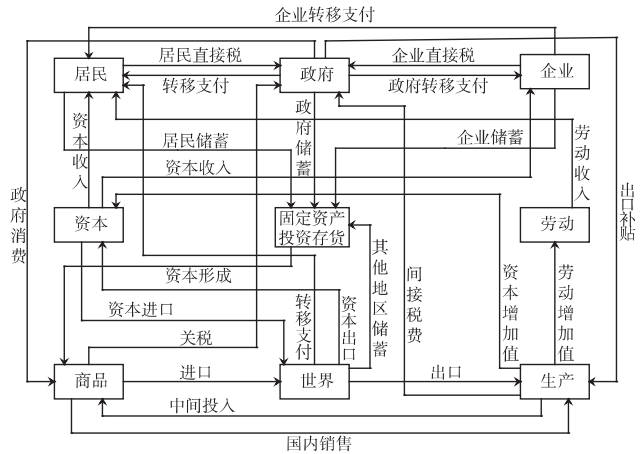 企业转移支付
居民直接税
企业直接税
居民
政府
企业
转移支付
政府转移支付
政府储蓄
资本收入
居民储蓄
企业储蓄
劳动收入
资本收入
政府消费
出口补贴
资本
固定资产
投资存货
劳动
其他地区储蓄
间接税费
资本增加值
劳动增加值
资本形成
转移支付
资本出口
资本进口
关税
商品
进口
世界
出口
生产
中间投入
国内销售